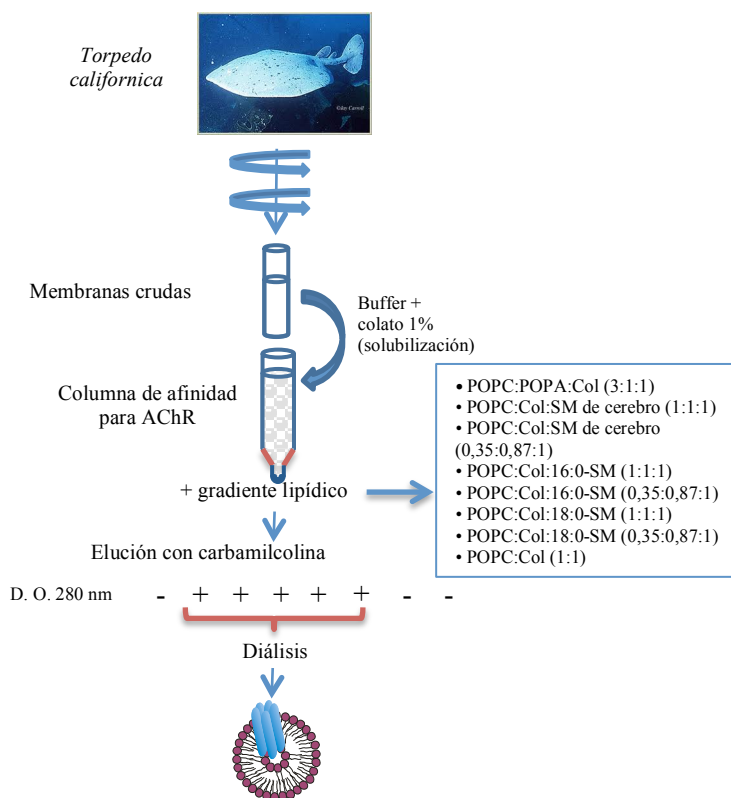 Torpedo
californica
©Jay Carroll
Membranas crudas
Buffer +
colato 1%
(solubilización)
Columna de afinidad
para AChR
• POPC:POPA:Col (3:1:1)
• POPC:Col:SM de cerebro (1:1:1)
• POPC:Col:SM de cerebro
(0,35:0,87:1)
• POPC:Col:16:0-SM (1:1:1)
• POPC:Col:16:0-SM (0,35:0,87:1)
• POPC:Col:18:0-SM (1:1:1)
• POPC:Col:18:0-SM (0,35:0,87:1)
• POPC:Col (1:1)
+ gradiente lipídico
Elución con carbamilcolina
D. O. 280 nm - + + + + + - -
Diálisis